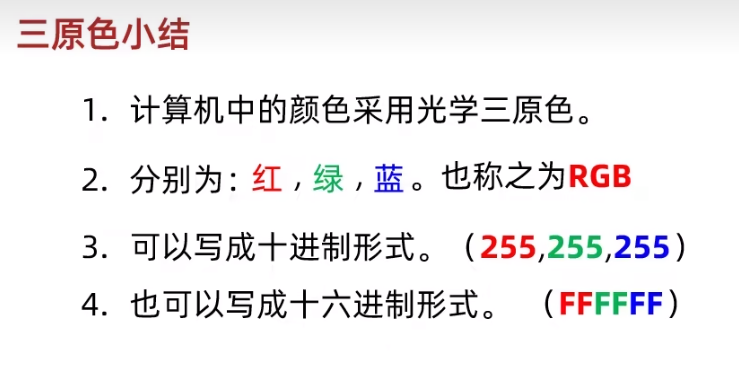 三原色小结
1. 计算机中的颜色采用光学三原色。
2. 分别为：红，绿，蓝。也称之为RGB
3. 可以写成十进制形式。（255,255,255）
4. 也可以写成十六进制形式。（FFFFFF）